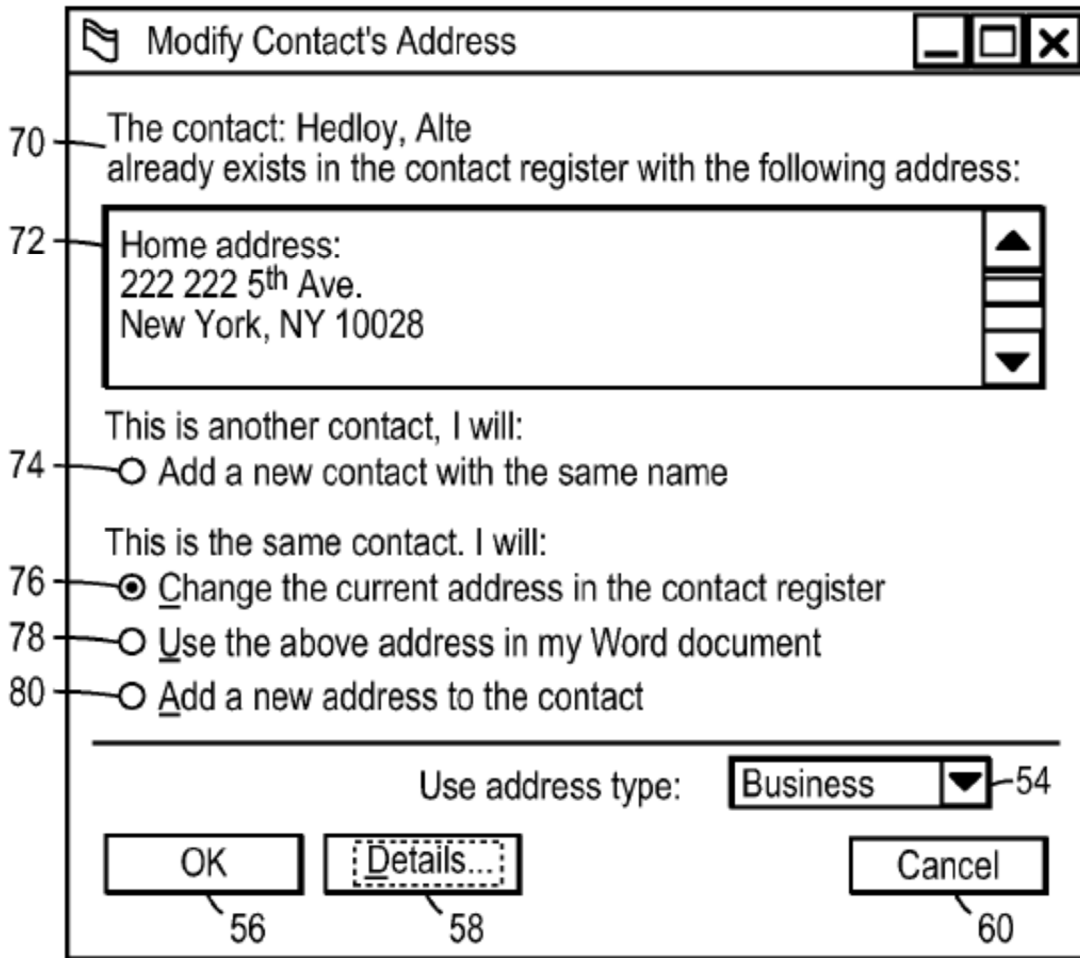 Modify Contact's Address
70
The contact: Hedloy, Alte
already exists in the contact register with the following address:
72
Home address:
222 222 5th Ave.
New York, NY 10028
This is another contact, I will:
74 Add a new contact with the same name
This is the same contact. I will:
76 Change the current address in the contact register
78 Use the above address in my Word document
80 Add a new address to the contact
Use address type: Business 54
OK Details... Cancel
56 58 60